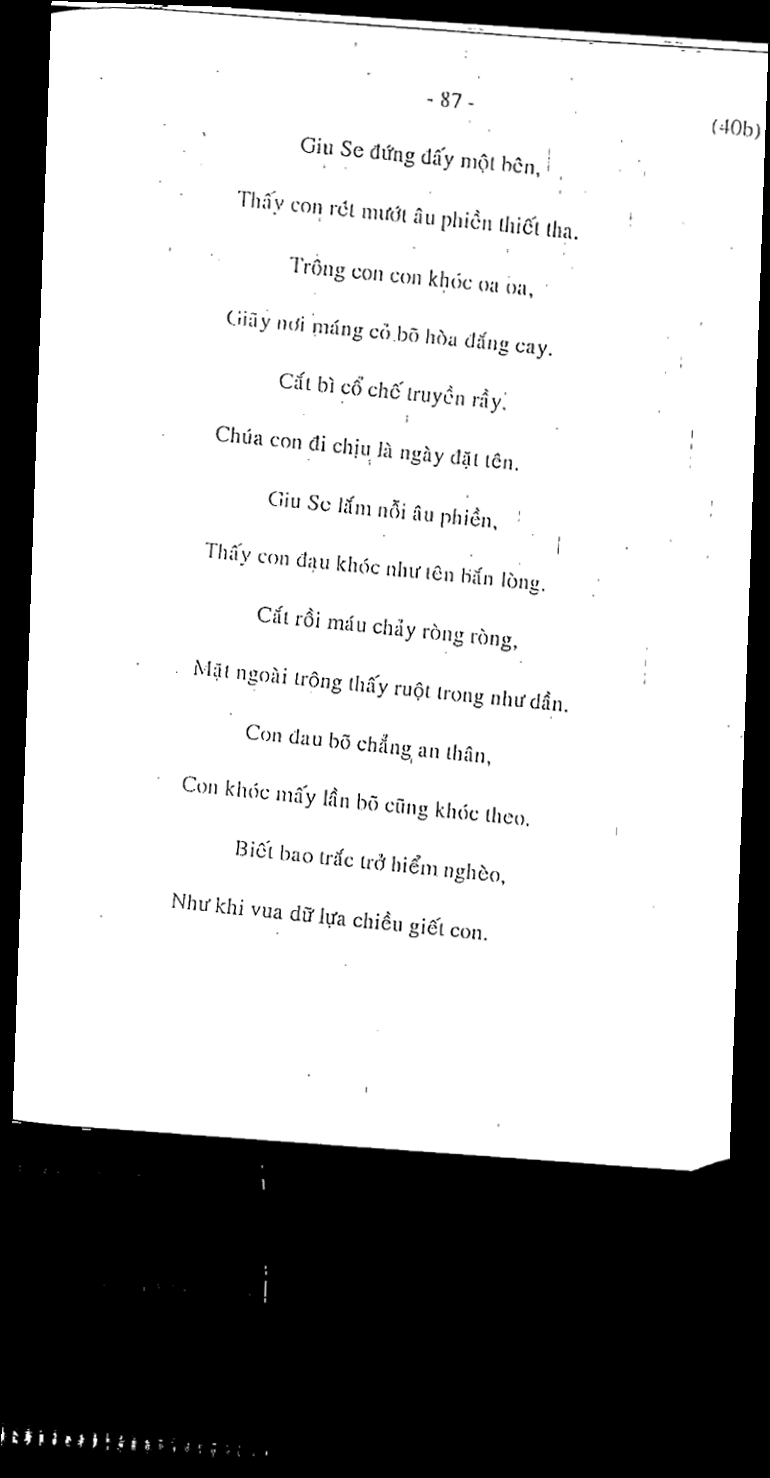 - 87 -
(40b)
Giu Se đứng dấy một bên,
Thấy con rét mướt âu phiền thiết tha.
Trông con con khóc oa oa,
Giãy nơi máng cỏ bõ hòa đắng cay.
Cắt bì cổ chế truyền rầy.
Chúa con đi chịu là ngày đặt tên.
Giu Se lắm nỗi âu phiền,
Thấy con đau khóc như tên bắn lòng.
Cắt rồi máu chảy ròng ròng,
Mặt ngoài trông thấy ruột trong như dần.
Con đau bõ chẳng an thân,
Con khóc mấy lần bõ cũng khóc theo.
Biết bao trắc trở hiểm nghèo,
Như khi vua dữ lựa chiều giết con.